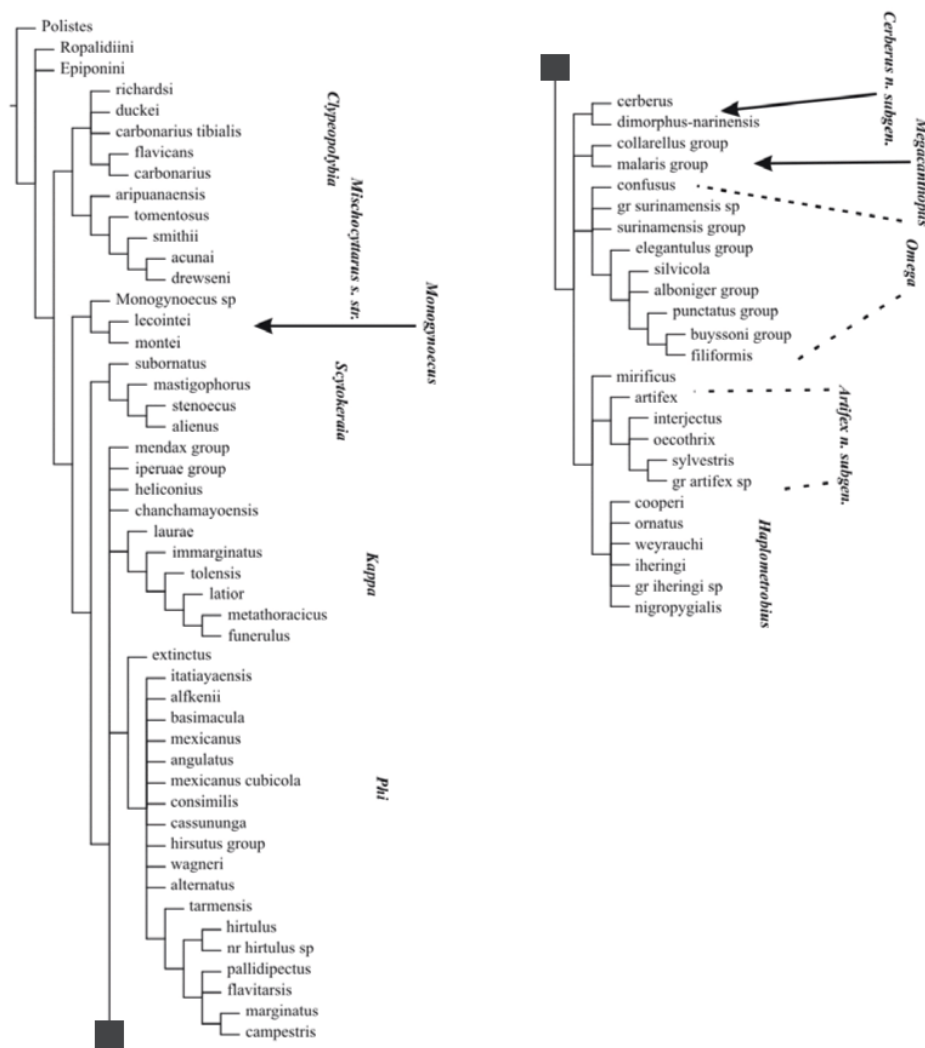 Polistes
Ropalidiini
Epiponini
richardsi
duckei
carbonarius tibialis
flavicans
carbonarius
aripuanaensis
tomentosus
smithii
acunai
drewseni
Monogynoecus sp
lecointei
montei
subornatus
mastigophorus
stenoecus
alienus
mendax group
iperuae group
heliconius
chanchamayoensis
laurae
immarginatus
tolensis
latior
metathoracicus
funerulus
extinctus
itatiayaensis
alfkenii
basimacula
mexicanus
angulatus
mexicanus cubicola
consimilis
cassununga
hirsutus group
wagneri
alternatus
tarmensis
hirtulus
nr hirtulus sp
pallidipectus
flavitarsis
marginatus
campestris
Clypeopolybia
Mischocyttarus s. str.
Monogynoecus
Scytokeraia
Kappa
Phi
cerberus
dimorphus-narinensis
collarellus group
malaris group
confusus
gr surinamensis sp
surinamensis group
elegantulus group
silvicola
alboniger group
punctatus group
buyssoni group
filiformis
mirificus
artifex
interjectus
oecothrix
sylvestris
gr artifex sp
cooperi
ornatus
weyrauchi
iheringi
gr iheringi sp
nigropygialis
Cerberus n. subgen.
Megacanthopus
Omega
Artifex n. subgen.
Haplometrobius